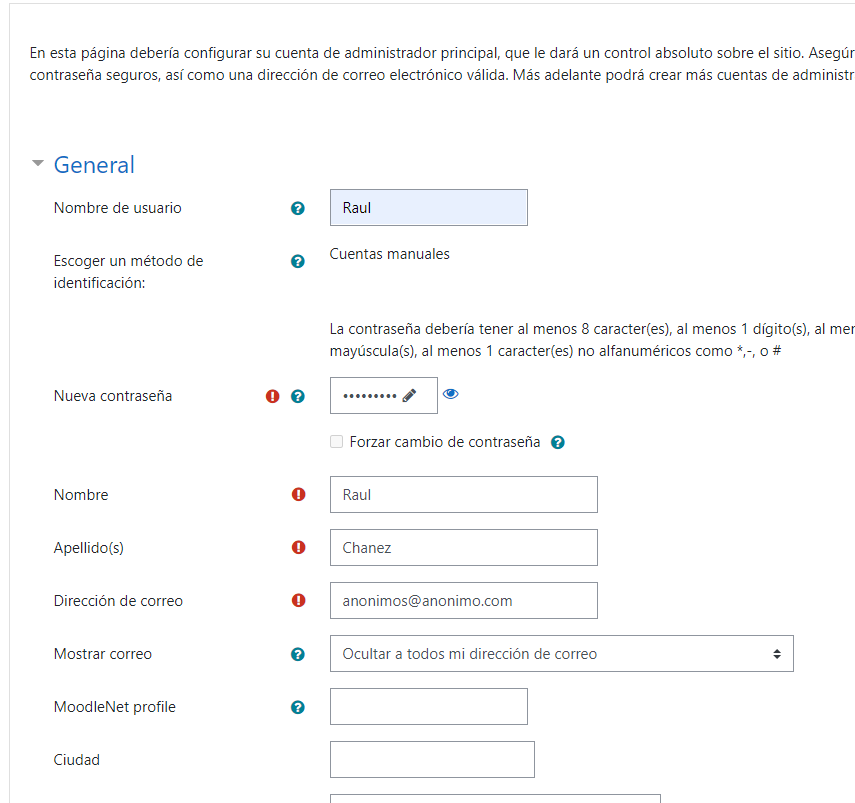 En esta página debería configurar su cuenta de administrador principal, que le dará un control absoluto sobre el sitio.
contraseña seguros, así como una dirección de correo electrónico válida. Más adelante podrá crear más cuentas de
General
Nombre de usuario Raul
Escoger un método de Cuentas manuales
identificación:
La contraseña debería tener al menos 8 caracter(es), al menos 1 dígito(s), al
mayúscula(s), al menos 1 caracter(es) no alfanuméricos como *,-, o #
Nueva contraseña •••••••••
Forzar cambio de contraseña
Nombre Raul
Apellido(s) Chanez
Dirección de correo anonimos@anonimo.com
Mostrar correo Ocultar a todos mi dirección de correo
MoodleNet profile
Ciudad